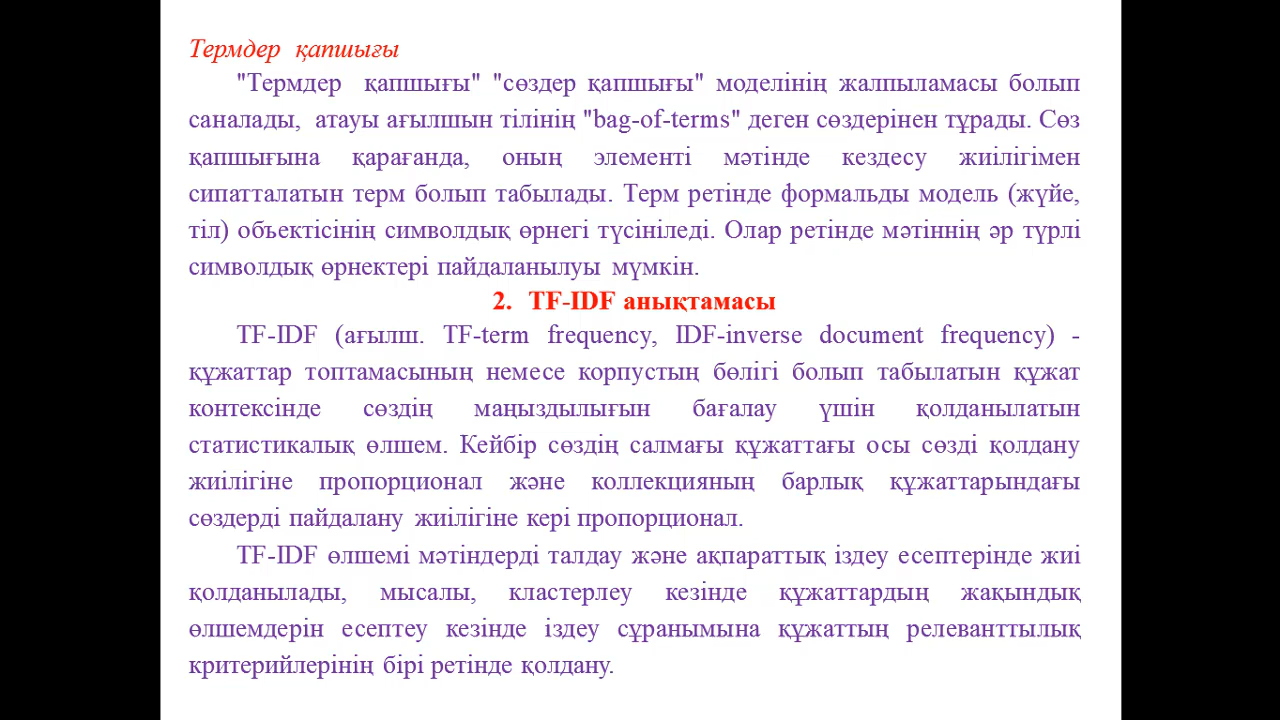 Термдер қапшығы
"Термдер қапшығы" "сөздер қапшығы" моделінің жалпыламасы болып
саналады, атауы ағылшын тілінің "bag-of-terms" деген сөздерінен тұрады. Сөз
қапшығына қарағанда, оның элементі мәтінде кездесу жиілігімен
сипатталатын терм болып табылады. Терм ретінде формальды модель (жүйе,
тіл) объектісінің символдық өрнегі түсініледі. Олар ретінде мәтіннің әр түрлі
символдық өрнектері пайдаланылуы мүмкін.
2. TF-IDF анықтамасы
TF-IDF (ағылш. TF-term frequency, IDF-inverse document frequency) -
құжаттар топтамасының немесе корпустың бөлігі болып табылатын құжат
контексінде сөздің маңыздылығын бағалау үшін қолданылатын
статистикалық өлшем. Кейбір сөздің салмағы құжаттағы осы сөзді қолдану
жиілігіне пропорционал және коллекцияның барлық құжаттарындағы
сөздерді пайдалану жиілігіне кері пропорционал.
TF-IDF өлшемі мәтіндерді талдау және ақпараттық іздеу есептерінде жиі
қолданылады, мысалы, кластерлеу кезінде құжаттардың жақындық
өлшемдерін есептеу кезінде іздеу сұранымына құжаттың релеванттылық
критерийлерінің бірі ретінде қолдану.